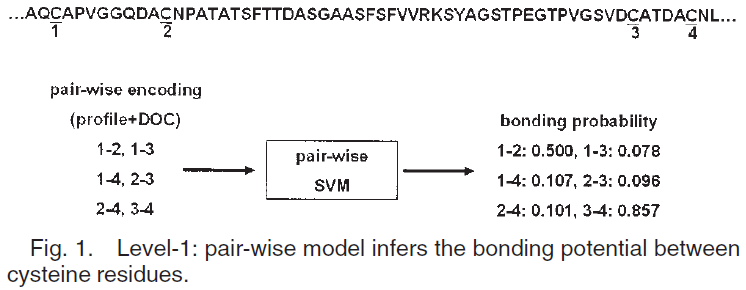 ...AQCAPVGGQDACNPATATSFTTDASGAASFSFVVRKSYAGSTPEGTPVGSVDCATDACNL...
1 2 3 4
pair-wise encoding
(profile+DOC)
1-2, 1-3
1-4, 2-3
2-4, 3-4
pair-wise
SVM
bonding probability
1-2: 0.500, 1-3: 0.078
1-4: 0.107, 2-3: 0.096
2-4: 0.101, 3-4: 0.857
Fig. 1. Level-1: pair-wise model infers the bonding potential between
cysteine residues.